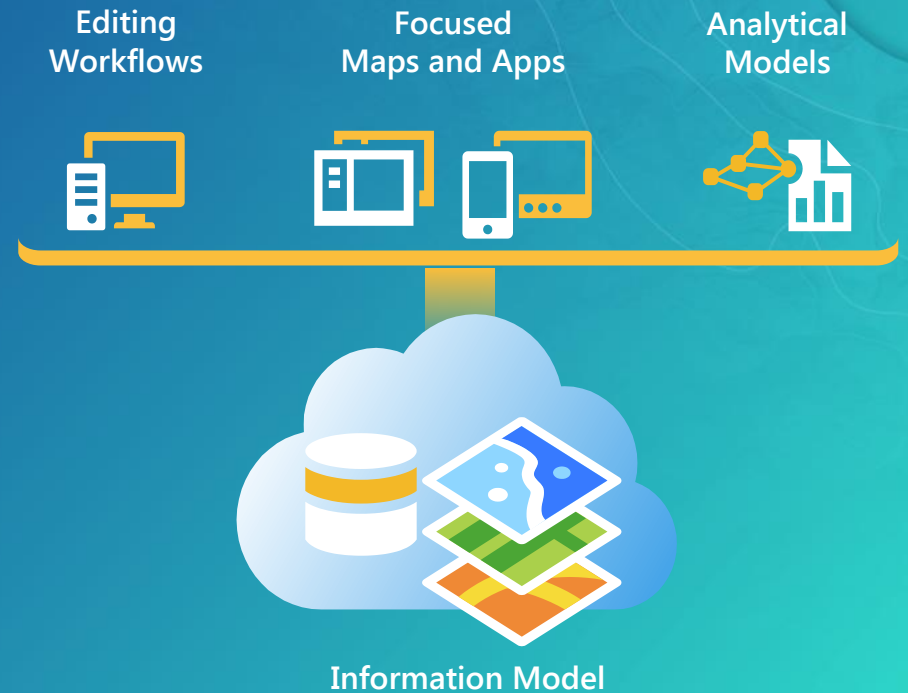 Editing
Workflows
Focused
Maps and Apps
Analytical
Models
Information Model